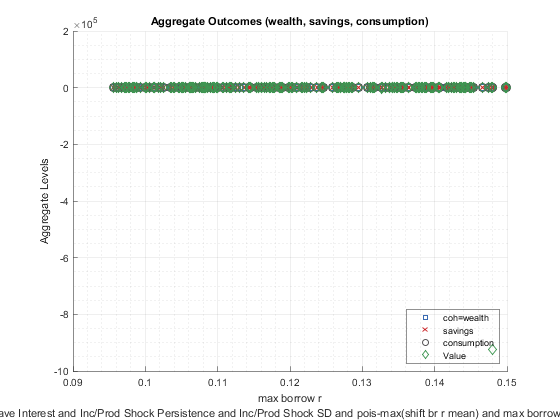 Aggregate Outcomes (wealth, savings, consumption)
×10^5
2
0
-2
-4
-6
-8
-10
Aggregate Levels
coh=wealth
savings
consumption
Value
0.09 0.1 0.11 0.12 0.13 0.14 0.15
max borrow r
ave Interest and Inc/Prod Shock Persistence and Inc/Prod Shock SD and pois-max(shift br r mean) and max borrow